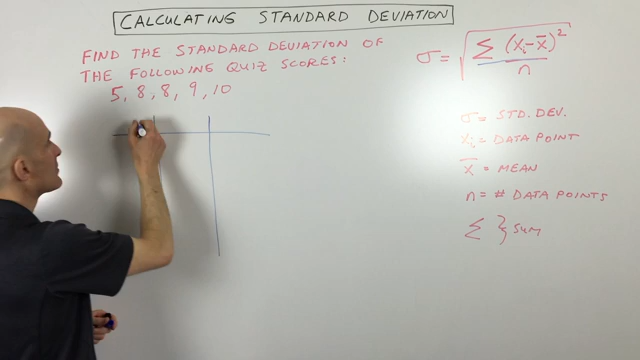 CALCULATING STANDARD DEVIATION
FIND THE STANDARD DEVIATION OF
THE FOLLOWING QUIZ SCORES:
5, 8, 8, 9, 10
σ = √(Σ (xᵢ - x̄)² / n)
σ = STD. DEV.
xᵢ = DATA POINT
x̄ = MEAN
n = # DATA POINTS
Σ } SUM